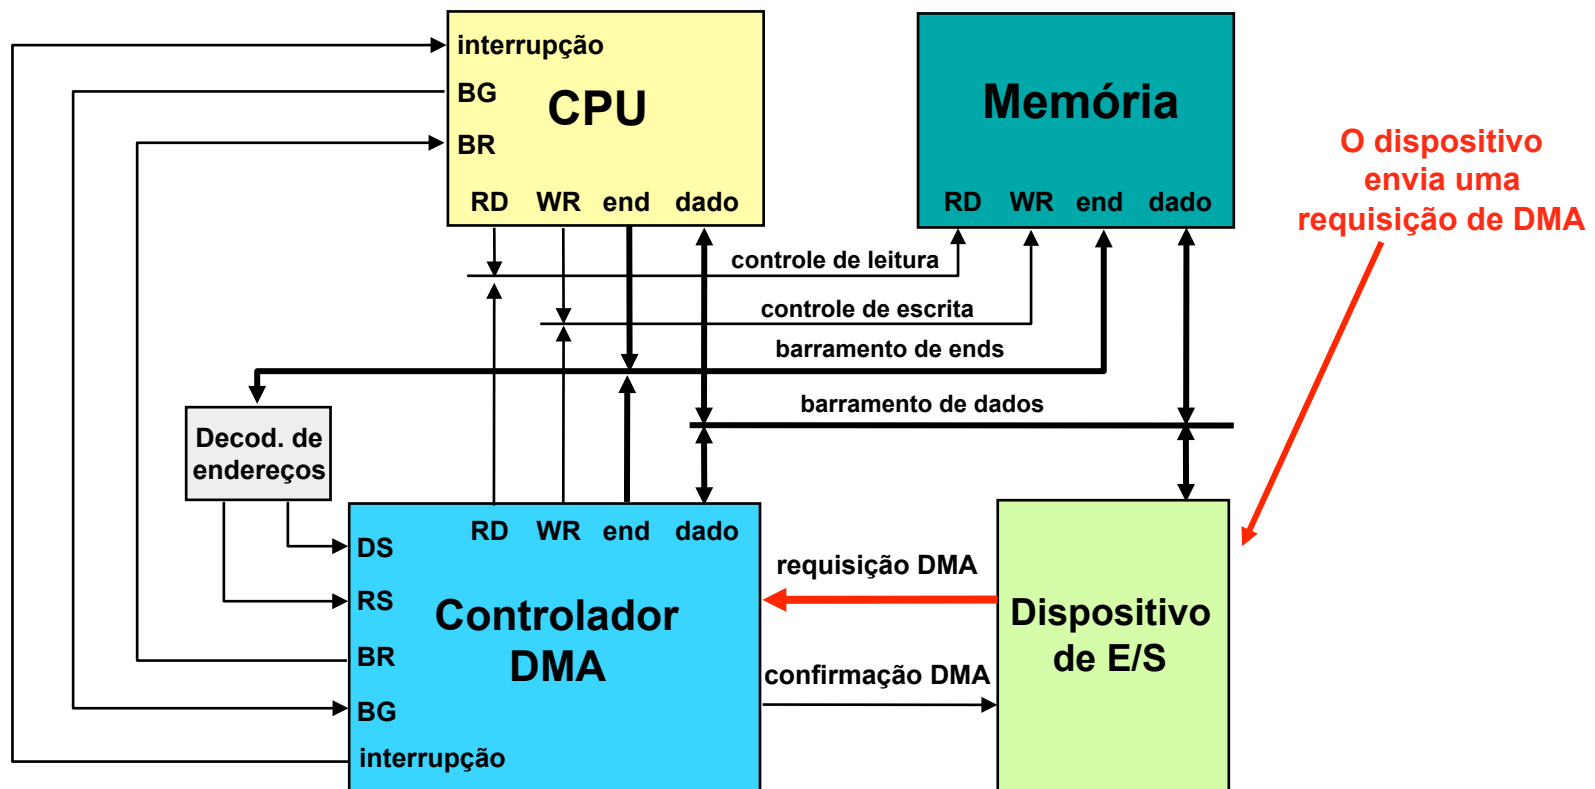 interrupção
BG
CPU
BR
RD WR end dado
Memória
RD WR end dado
O dispositivo
envia uma
requisição de DMA
controle de leitura
controle de escrita
barramento de ends
barramento de dados
Decod. de
endereços
RD WR end dado
DS
RS
Controlador
DMA
BR
BG
interrupção
requisição DMA
confirmação DMA
Dispositivo
de E/S